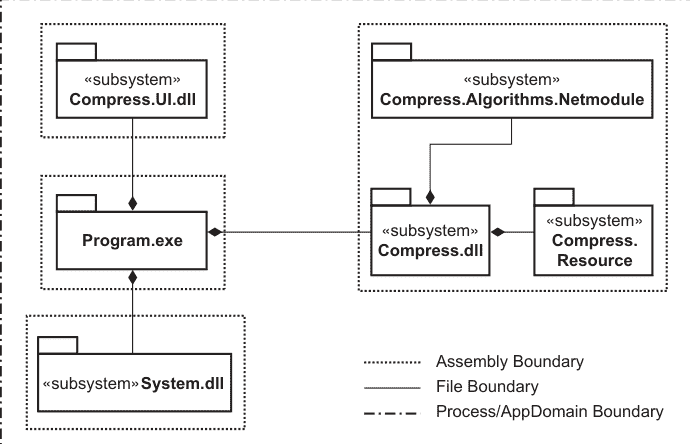 «subsystem»
Compress.UI.dll
«subsystem»
Compress.Algorithms.Netmodule
Program.exe
«subsystem»
Compress.dll
«subsystem»
Compress.
Resource
«subsystem» System.dll
Assembly Boundary
File Boundary
Process/AppDomain Boundary